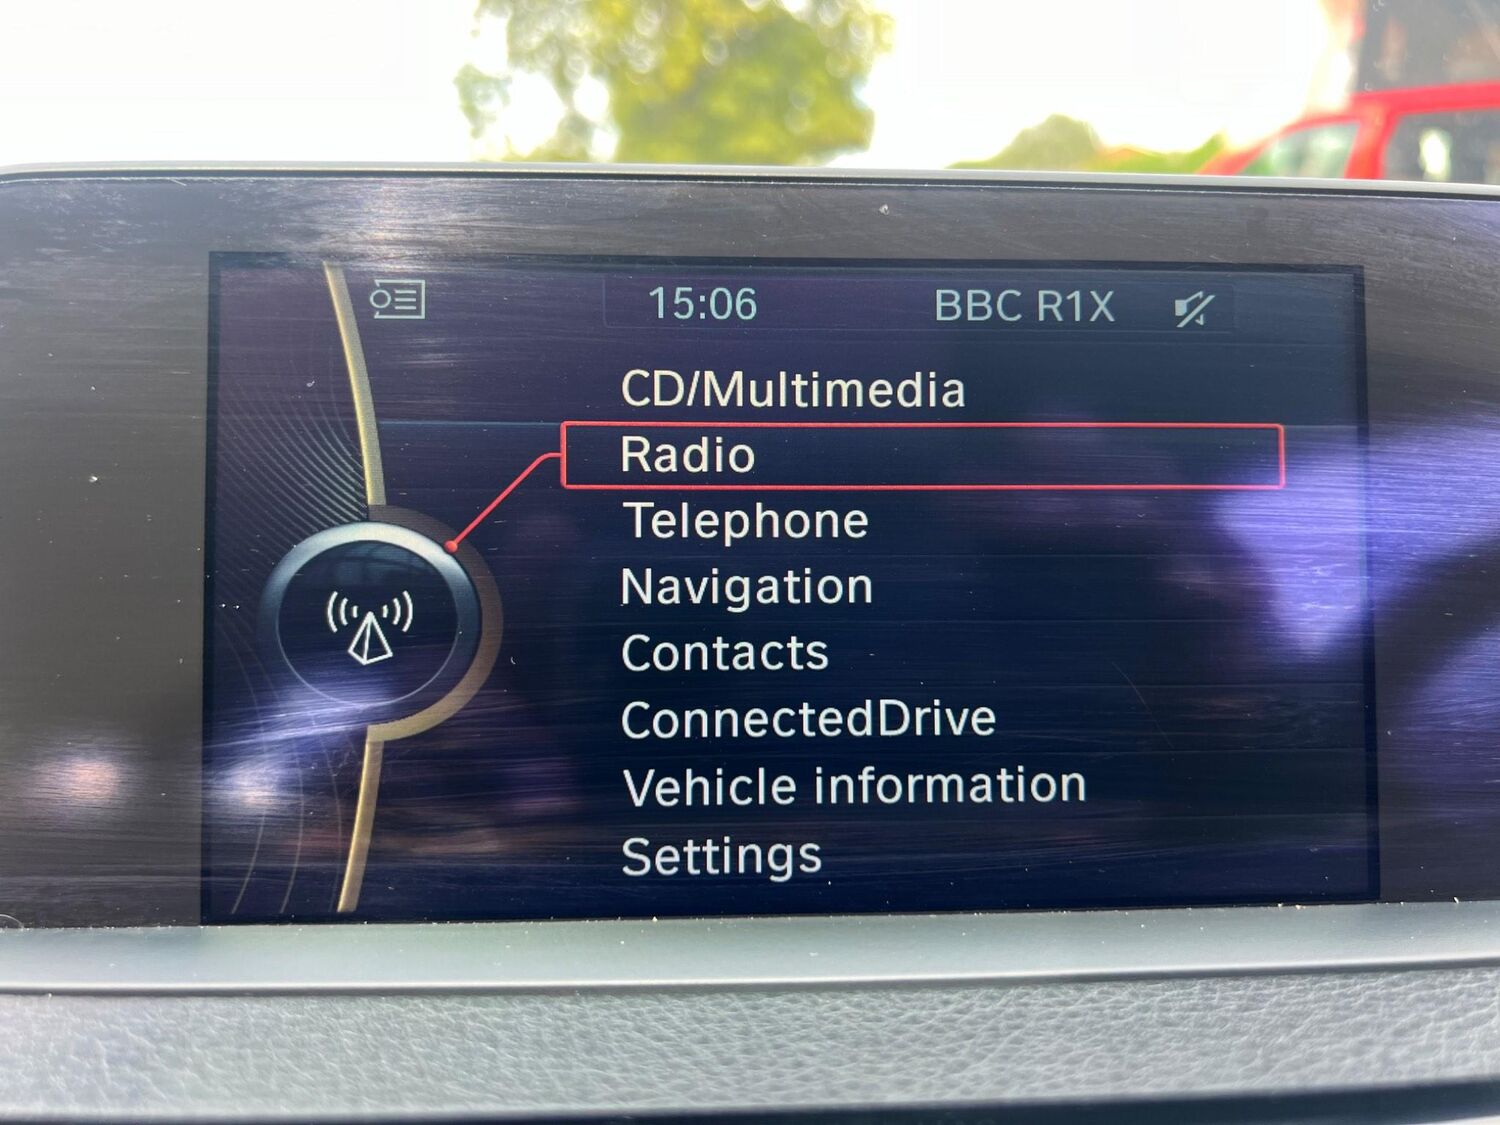 15:06 BBC R1X
CD/Multimedia
Radio
Telephone
Navigation
Contacts
ConnectedDrive
Vehicle information
Settings